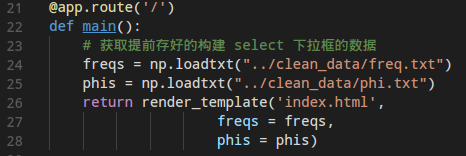 21 @app.route('/')
22 def main():
23 # 获取提前存好的构建 select 下拉框的数据
24 freqs = np.loadtxt("../clean_data/freq.txt")
25 phis = np.loadtxt("../clean_data/phi.txt")
26 return render_template('index.html',
27 freqs = freqs,
28 phis = phis)